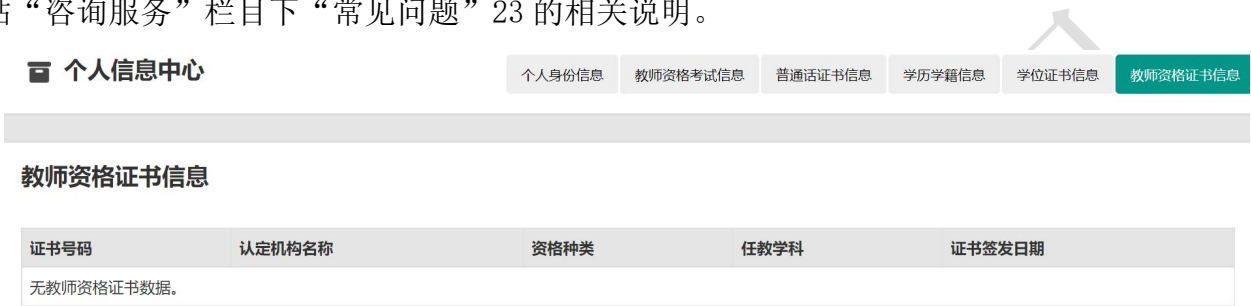 站“咨询服务”栏目下“常见问题”23 的相关说明。
个人信息中心 个人身份信息 教师资格考试信息 普通话证书信息 学历学籍信息 学位证书信息 教师资格证书信息
教师资格证书信息
证书号码 认定机构名称 资格种类 任教学科 证书签发日期
无教师资格证书数据。